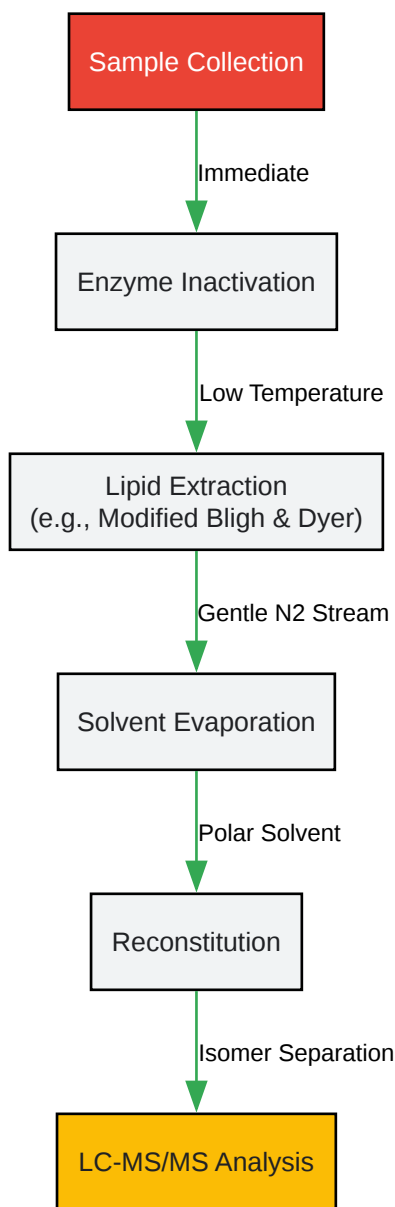 Sample Collection
Immediate
Enzyme Inactivation
Low Temperature
Lipid Extraction
(e.g., Modified Bligh & Dyer)
Gentle N2 Stream
Solvent Evaporation
Polar Solvent
Reconstitution
Isomer Separation
LC-MS/MS Analysis